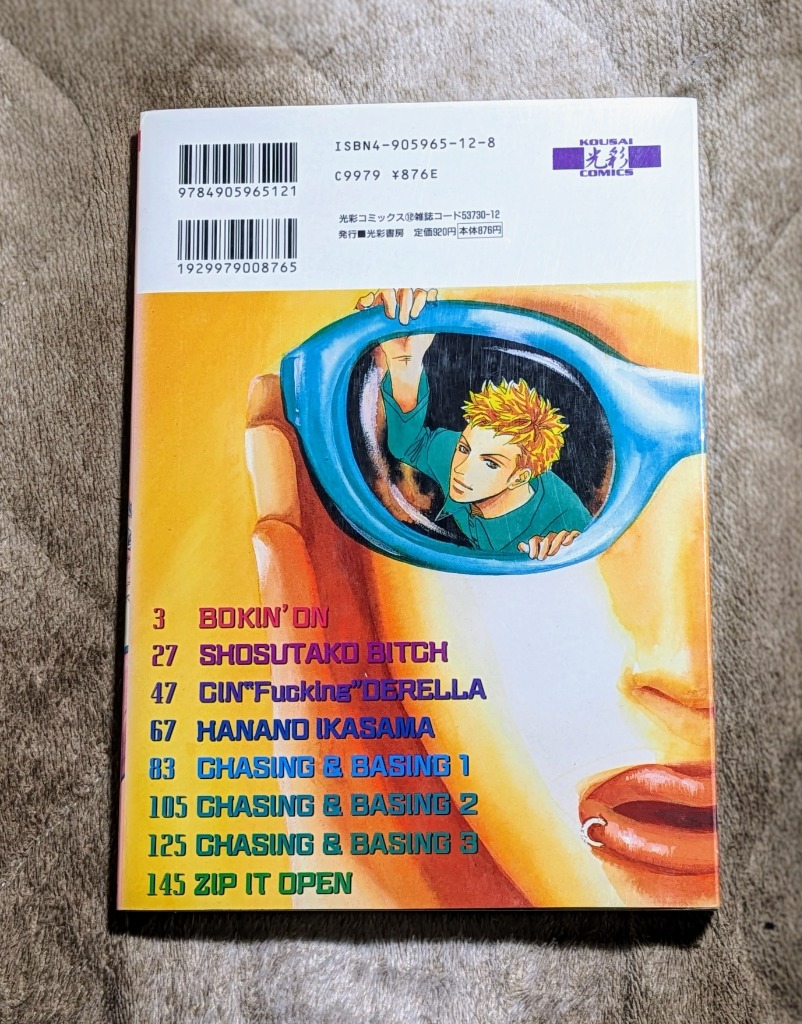 ISBN4-905965-12-8
C9979 ¥876E
9784905965121
1929979008765
光彩コミックス⑫雑誌コード53730-12
発行■光彩書房 定価920円 本体876円
KOUSAI
光彩
COMICS
3 BOKIN'ON
27 SHOSUTAKO BITCH
47 CIN"Fucking"DERELLA
67 HANANO IKASAMA
83 CHASING & BASING 1
105 CHASING & BASING 2
125 CHASING & BASING 3
145 ZIP IT OPEN